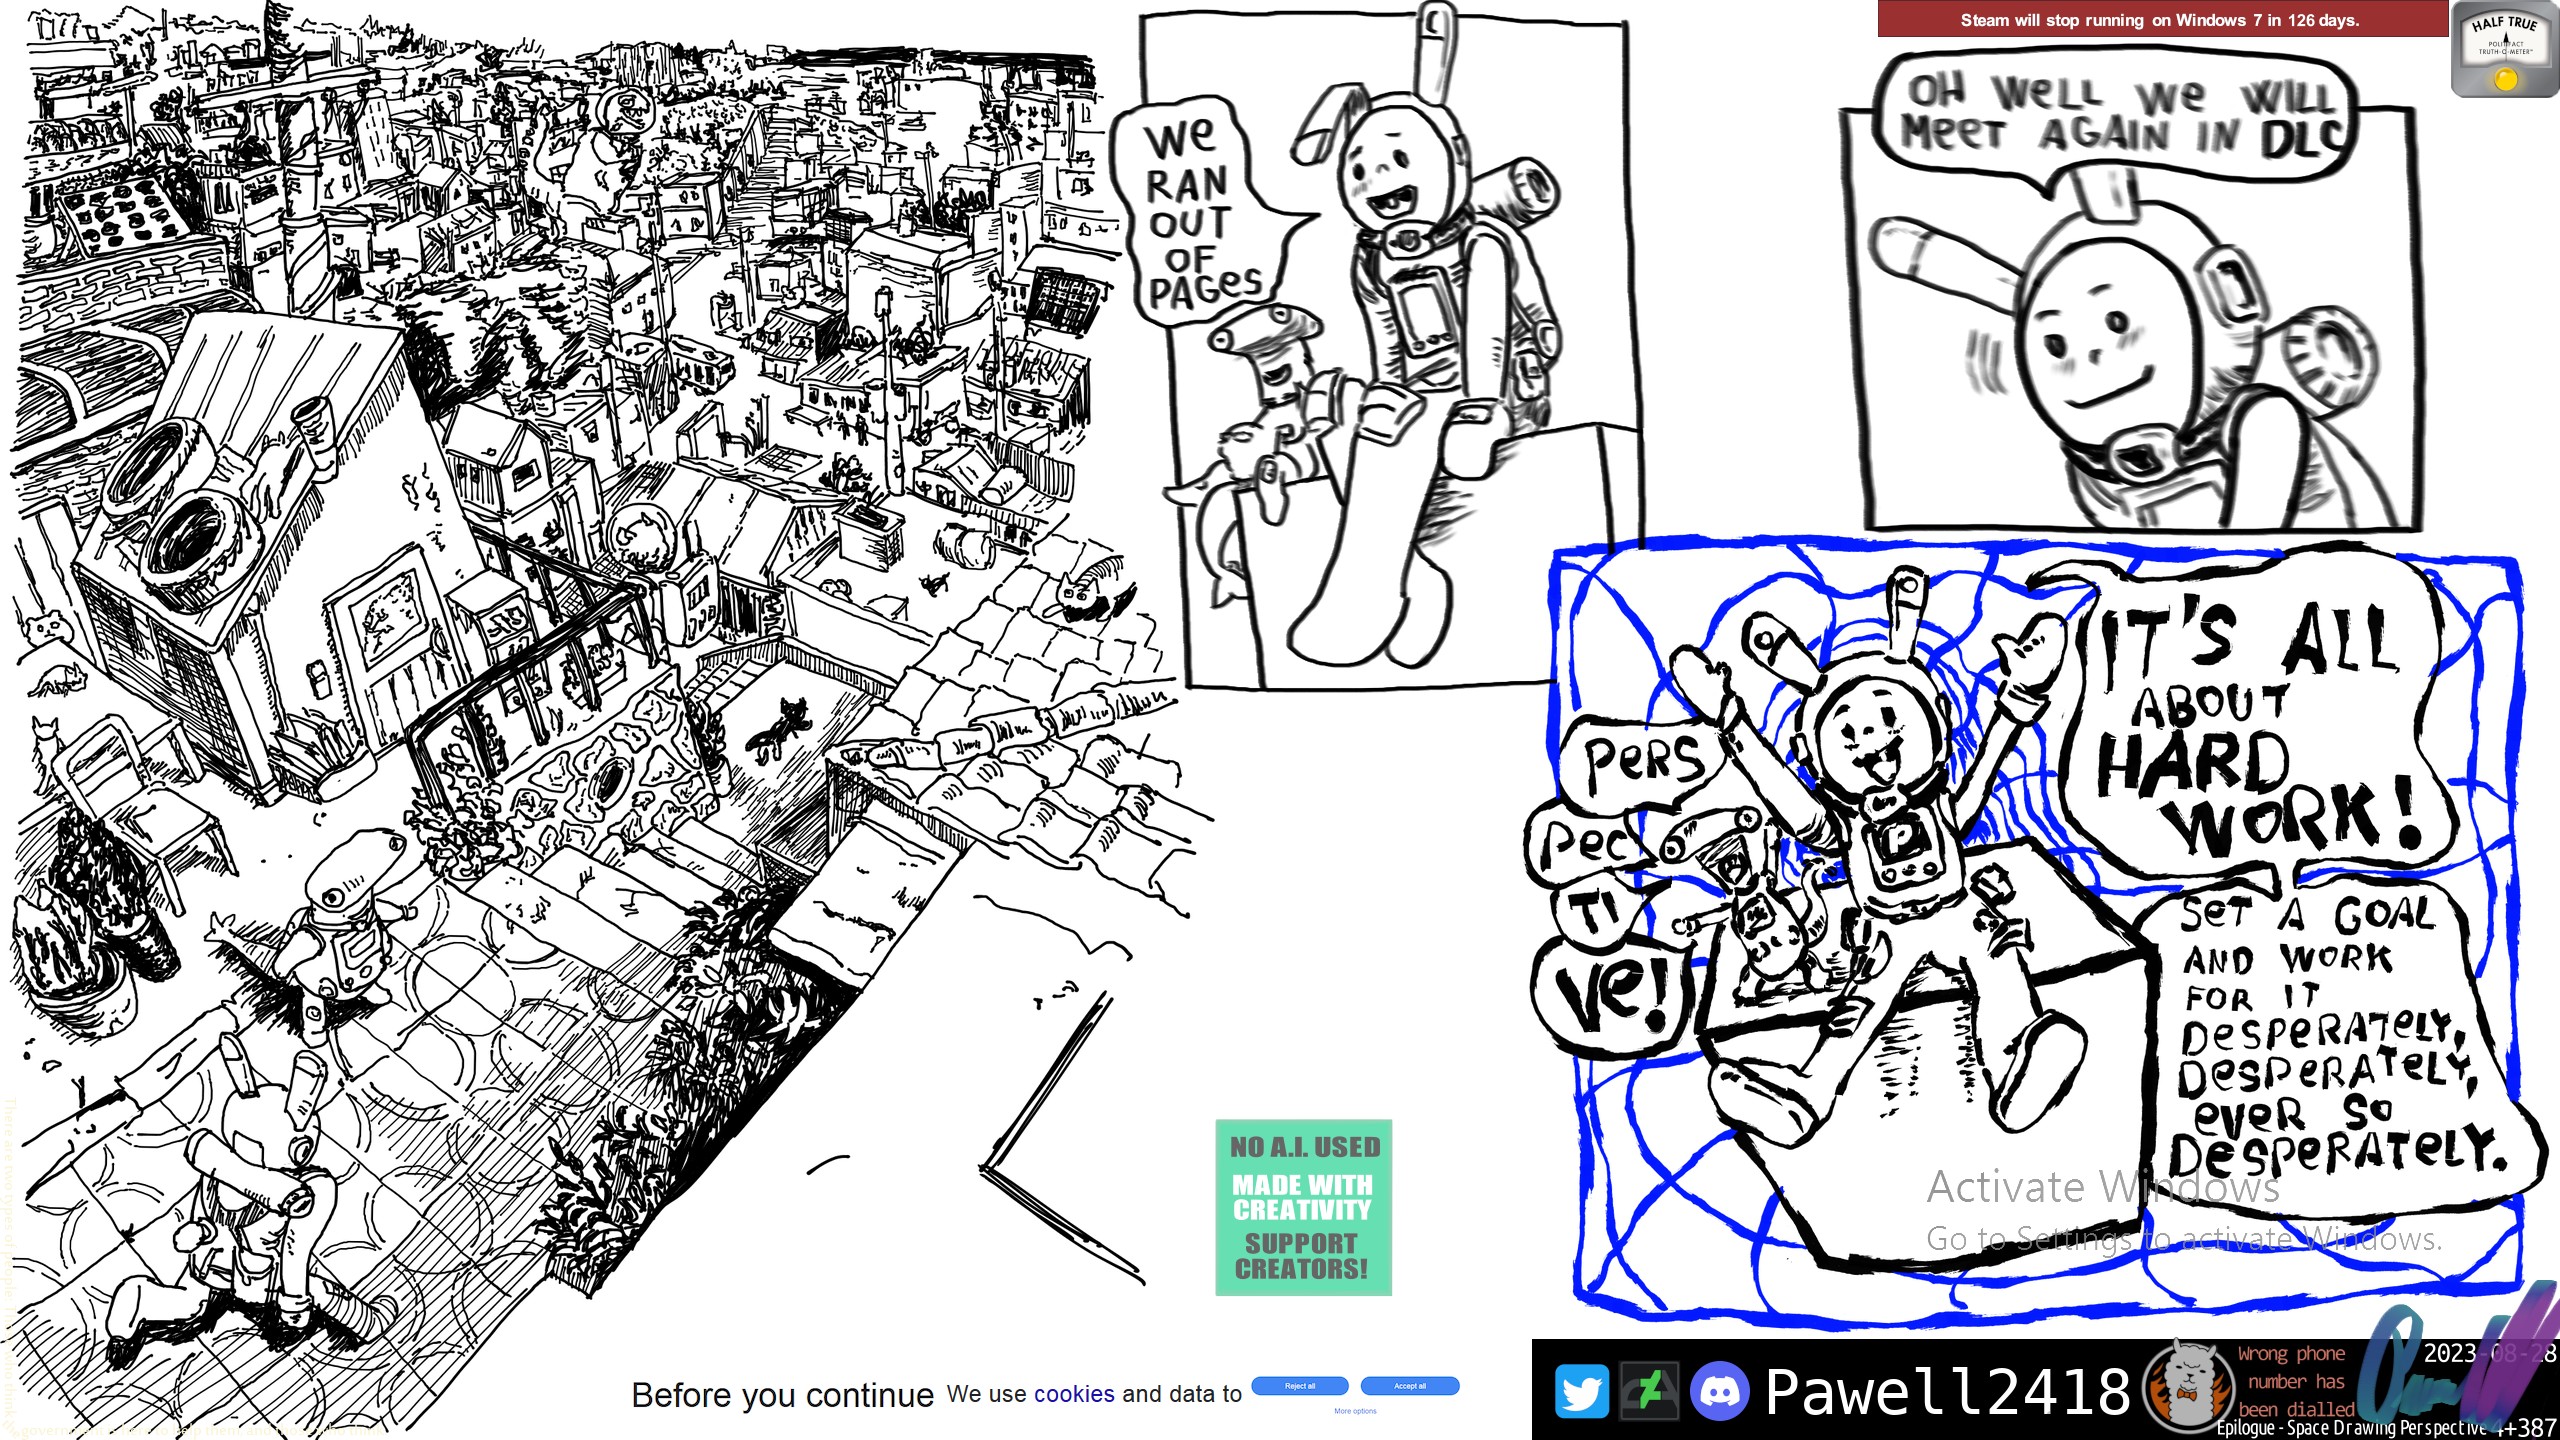 Steam will stop running on Windows 7 in 126 days.
HALF TRUE
POLITIFACT
TRUTH-O-METER™
WE
RAN
OUT
OF
PAGES
OH WELL WE WILL
MEET AGAIN IN DLC
IT'S ALL
ABOUT
HARD
WORK!
PERS
PEC
TI
VE!
SET A GOAL
AND WORK
FOR IT
DESPERATELY,
DESPERATELY,
EVER SO
DESPERATELY.
Activate Windows
Go to Settings to activate Windows.
NO A.I. USED
MADE WITH
CREATIVITY
SUPPORT
CREATORS!
Before you continue We use cookies and data to
Reject all
Accept all
More options
Pawell2418
Wrong phone
number has
been dialled
2023-08-28
Epilogue - Space Drawing Perspective 4+387